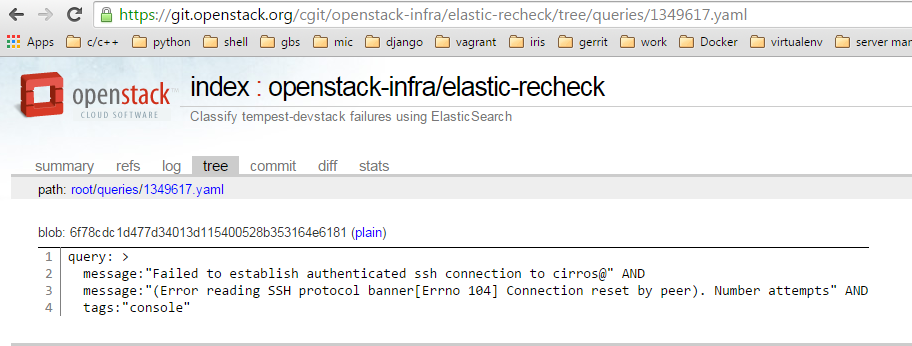 https://git.openstack.org/cgit/openstack-infra/elastic-recheck/tree/queries/1349617.yaml
Apps c/c++ python shell gbs mic django vagrant iris gerrit work Docker virtualenv server mar
openstack™
CLOUD SOFTWARE
index : openstack-infra/elastic-recheck
Classify tempest-devstack failures using ElasticSearch
summary refs log tree commit diff stats
path: root/queries/1349617.yaml
blob: 6f78cdc1d477d34013d115400528b353164e6181 (plain)
1 query: >
2 message:"Failed to establish authenticated ssh connection to cirros@" AND
3 message:"(Error reading SSH protocol banner[Errno 104] Connection reset by peer). Number attempts" AND
4 tags:"console"